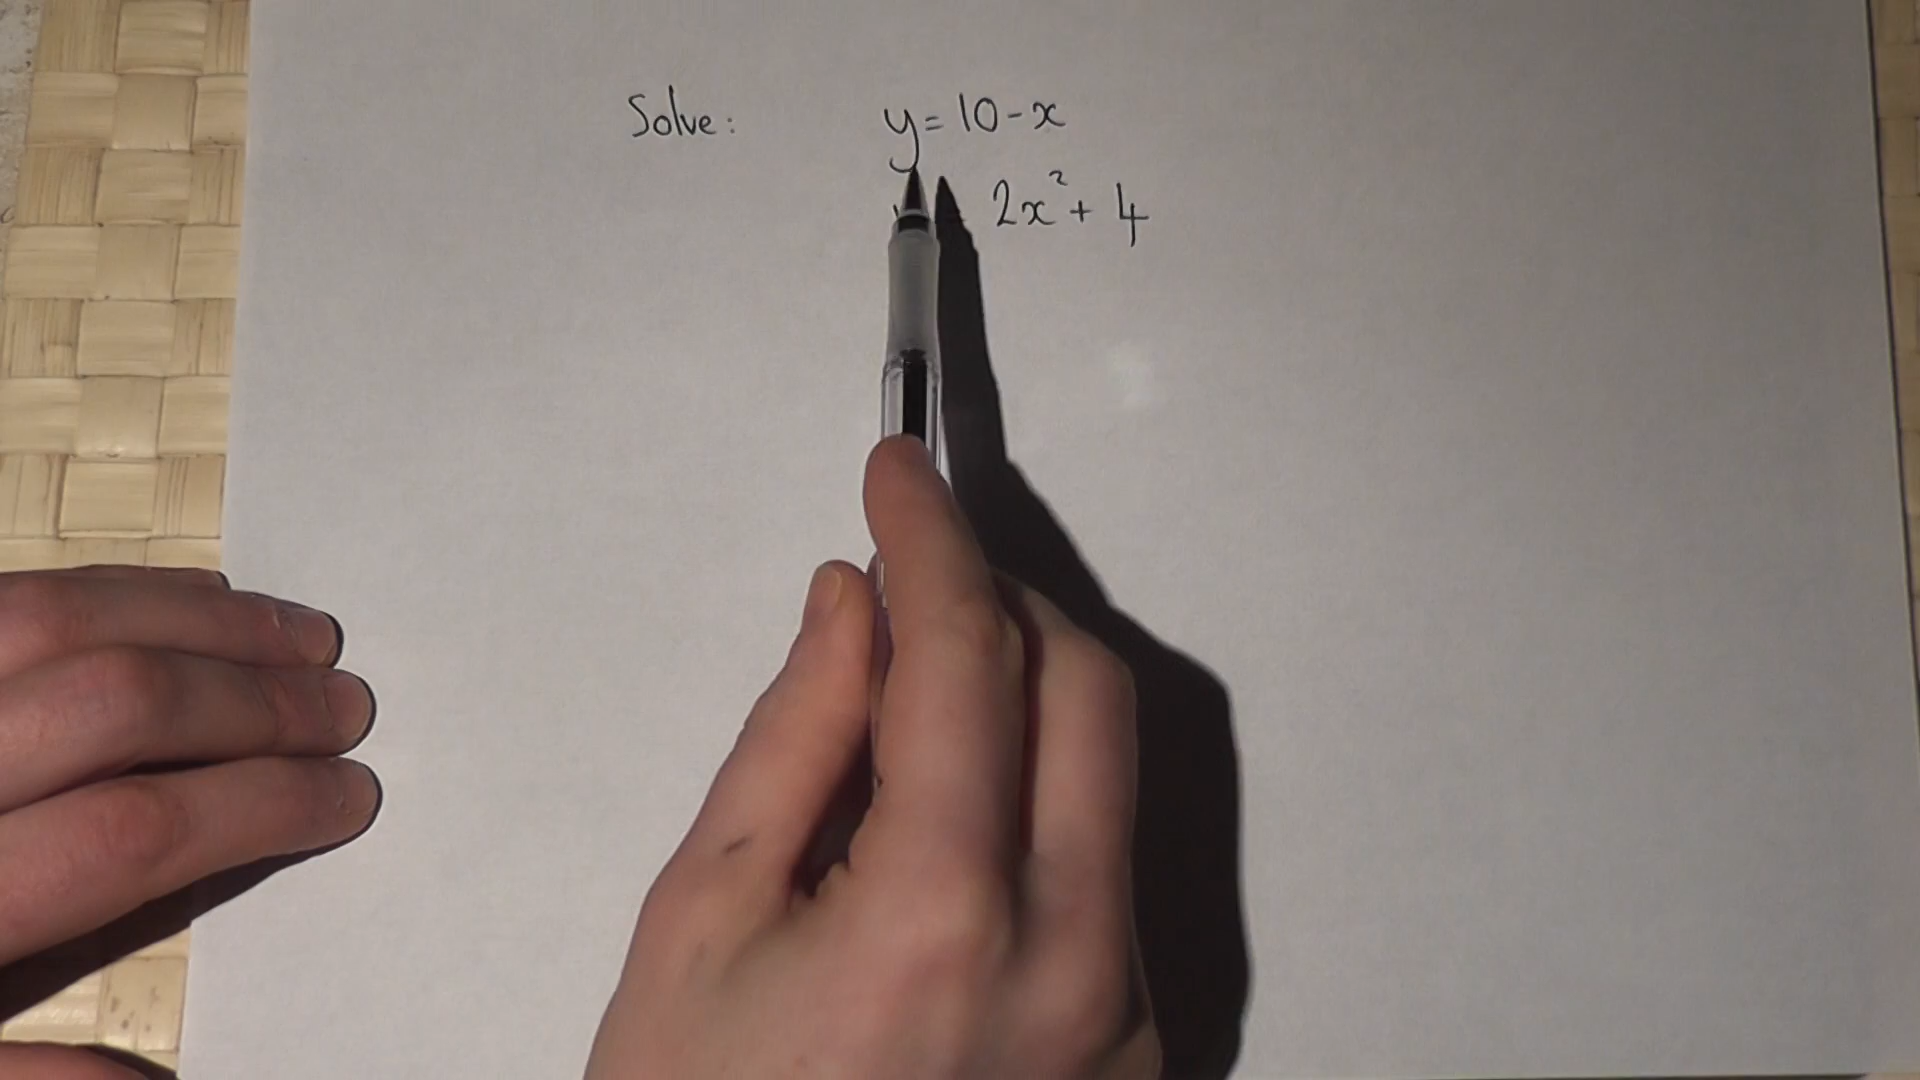 Solve: y = 10 - x
2x² + 4